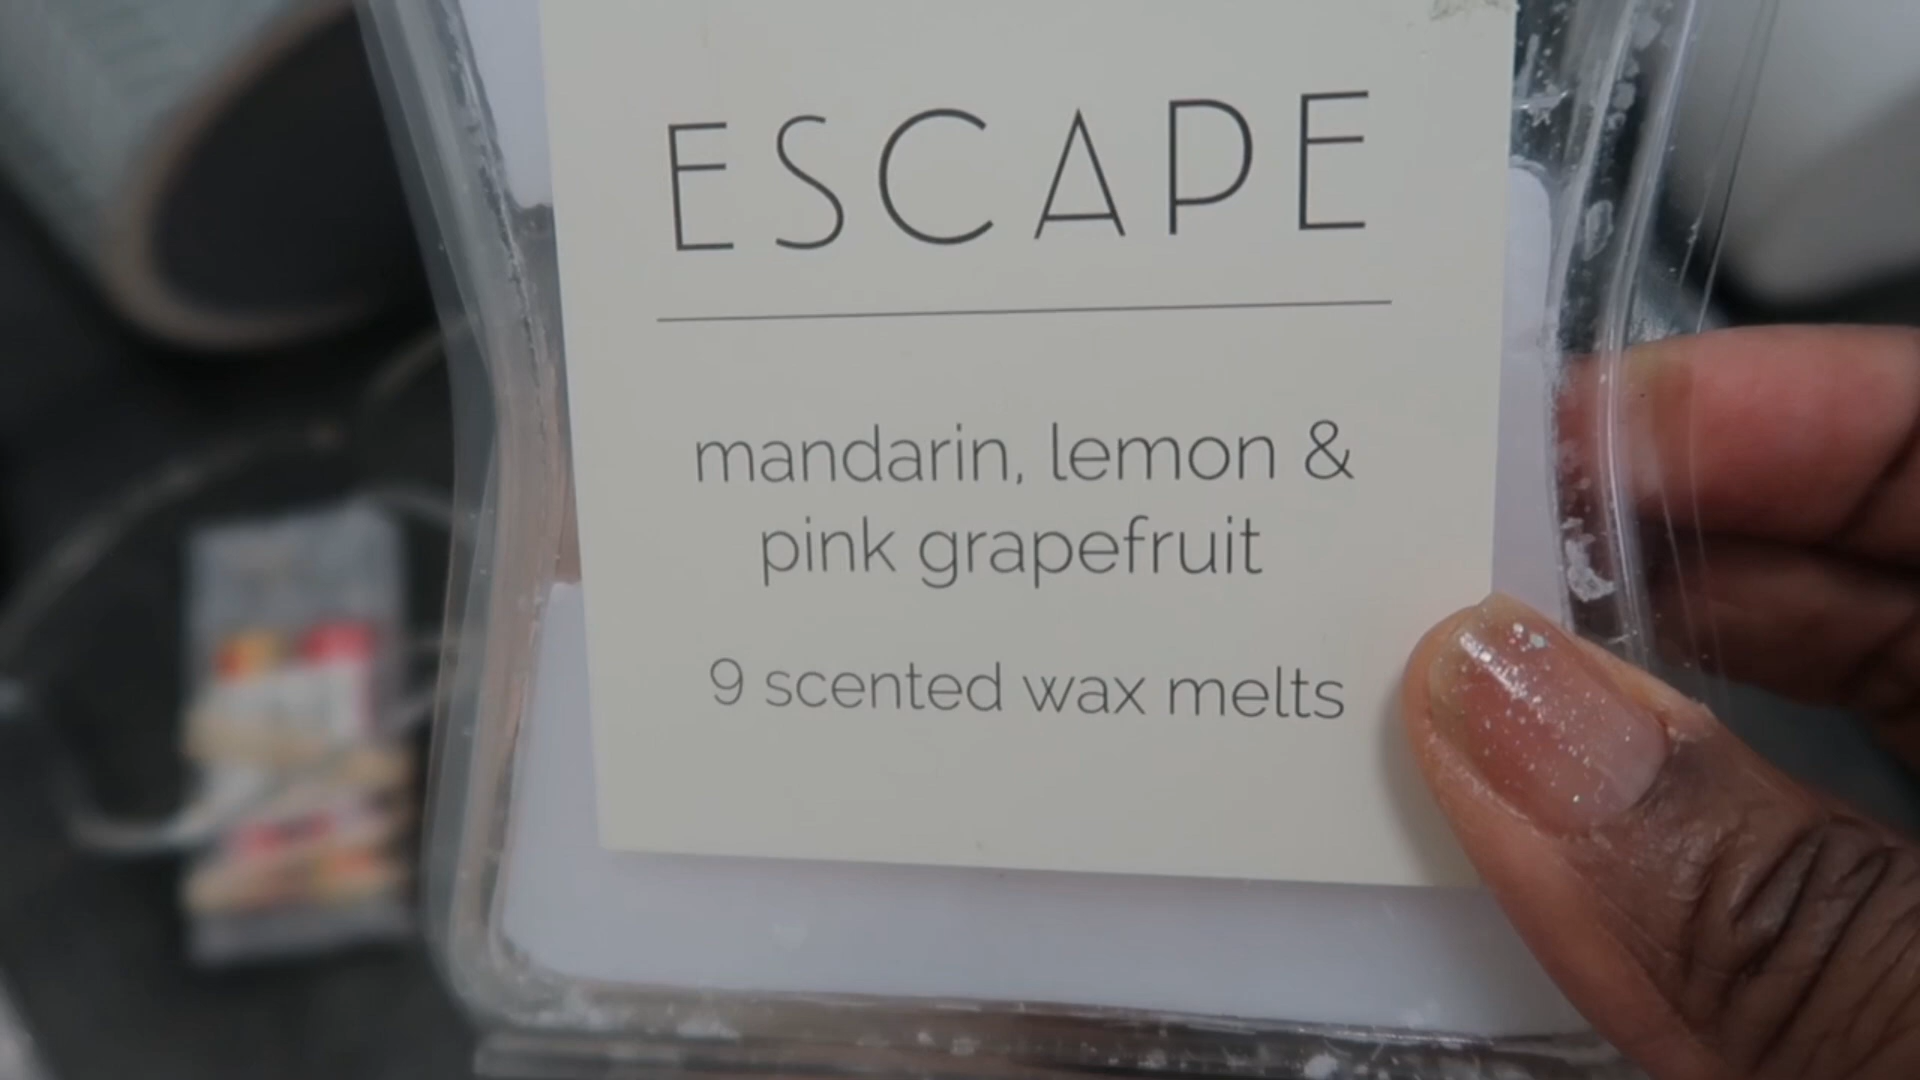 ESCAPE
mandarin, lemon &
pink grapefruit
9 scented wax melts